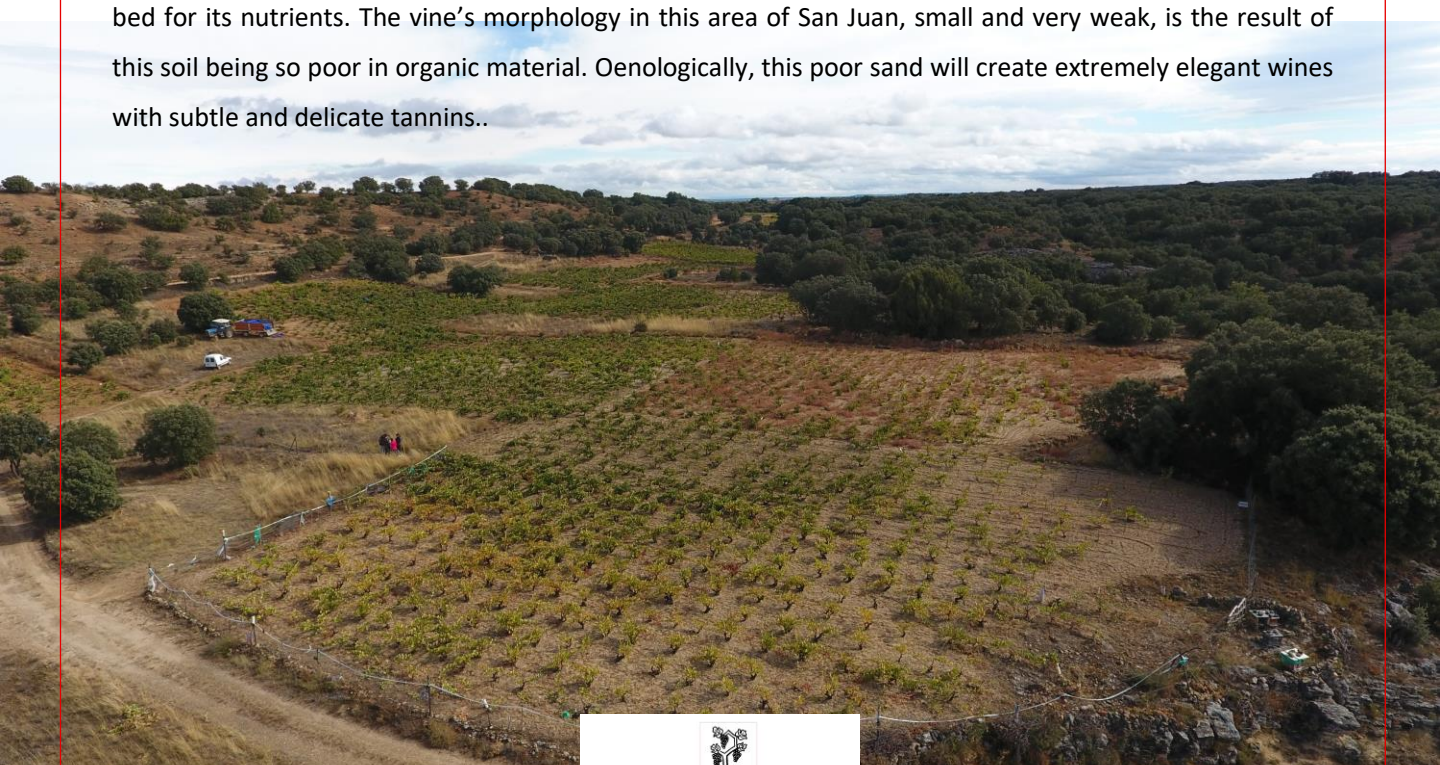 bed for its nutrients. The vine’s morphology in this area of San Juan, small and very weak, is the result of
this soil being so poor in organic material. Oenologically, this poor sand will create extremely elegant wines
with subtle and delicate tannins..